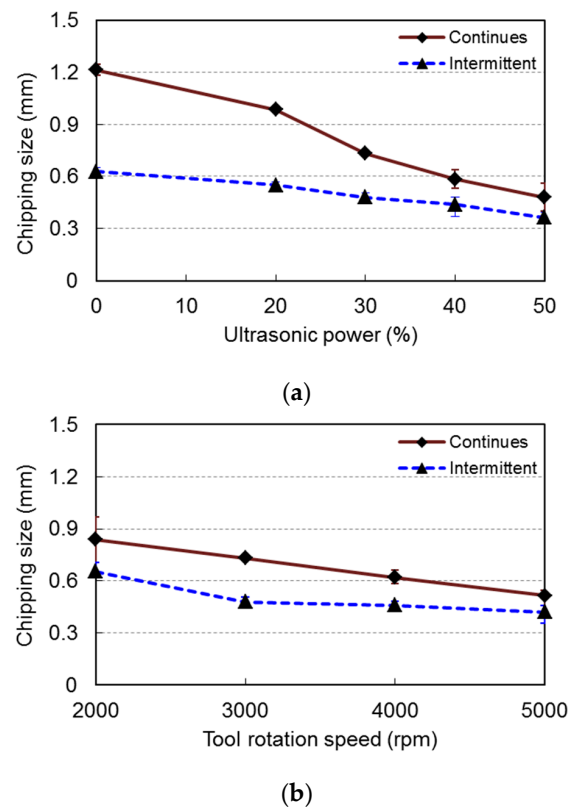 1.5
1.2
0.9
0.6
0.3
0
Chipping size (mm)
Continues
Intermittent
0 10 20 30 40 50
Ultrasonic power (%)
(a)
1.5
1.2
0.9
0.6
0.3
0
Chipping size (mm)
Continues
Intermittent
2000 3000 4000 5000
Tool rotation speed (rpm)
(b)